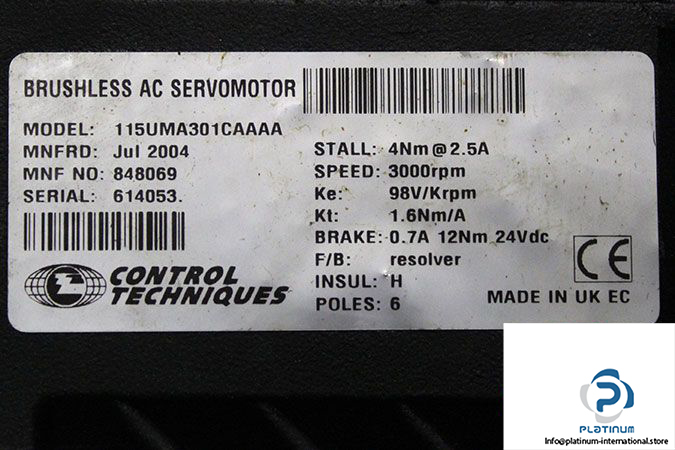 BRUSHLESS AC SERVOMOTOR
MODEL: 115UMA301CAAAA
MNFRD: Jul 2004
MNF NO: 848069
SERIAL: 614053.
STALL: 4Nm@2.5A
SPEED: 3000rpm
Ke: 98V/Krpm
Kt: 1.6Nm/A
BRAKE: 0.7A 12Nm 24Vdc
F/B: resolver
INSUL: H
POLES: 6
CONTROL
TECHNIQUES
CE
MADE IN UK EC
PLATINUM
Info@platinum-international.store